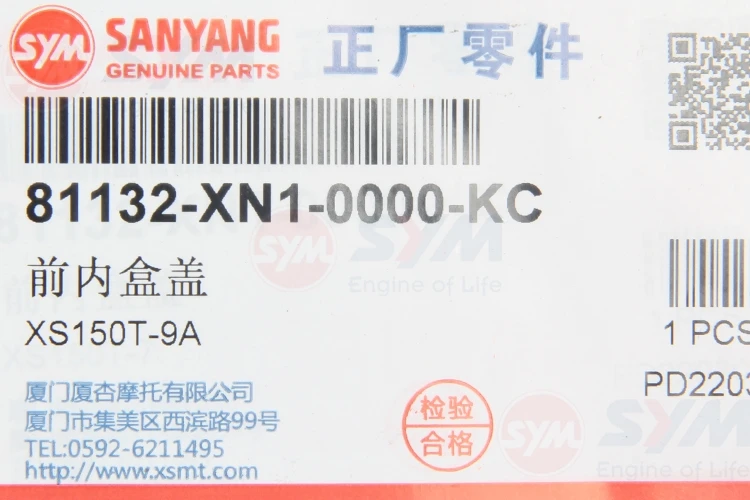 SYM SANYANG
GENUINE PARTS
正厂零件
81132-XN1-0000-KC
前内盒盖
XS150T-9A
1 PCS
PD2203
厦门厦杏摩托有限公司
厦门市集美区西滨路99号
TEL:0592-6211495
http://www.xsmt.com
检验
合格
SYM
Engine of Life
SYM
Engine of Life